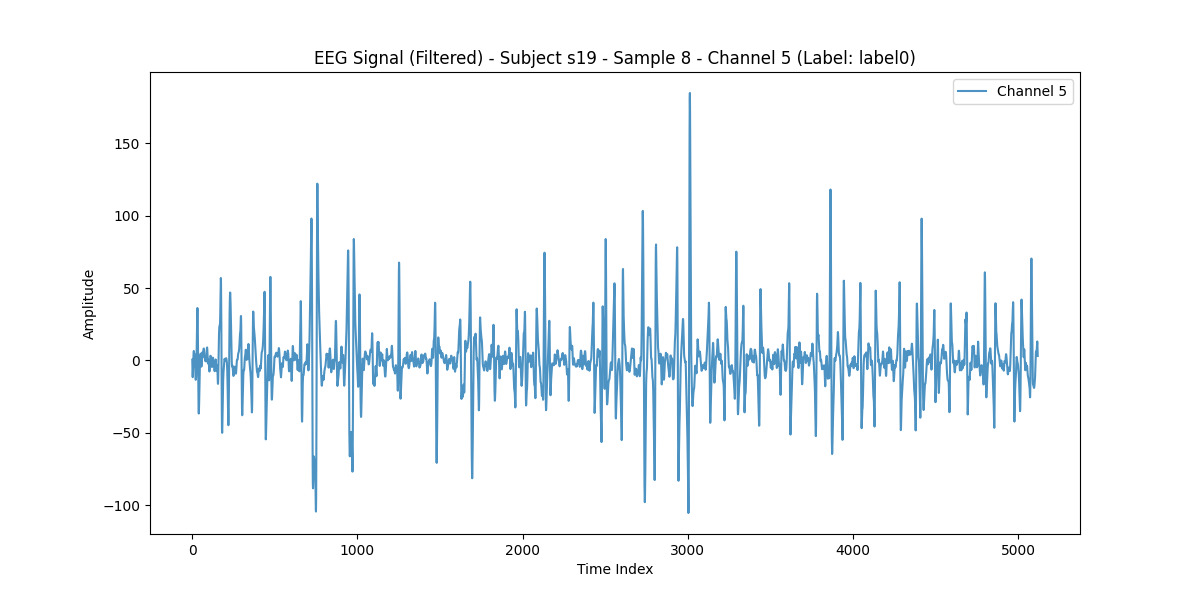 EEG Signal (Filtered) - Subject s19 - Sample 8 - Channel 5 (Label: label0)
Channel 5
150
100
50
0
−50
−100
Amplitude
0 1000 2000 3000 4000 5000
Time Index